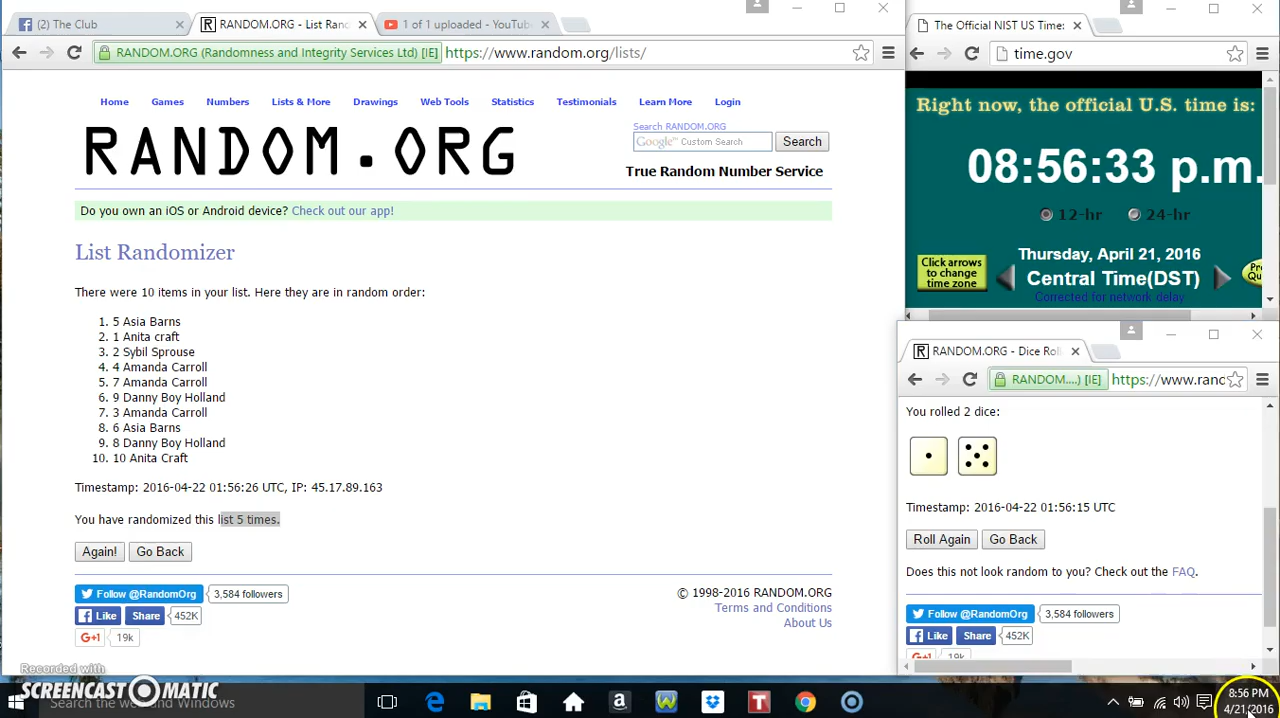 (2) The Club
RANDOM.ORG - List Rand
1 of 1 uploaded - YouTub
RANDOM.ORG (Randomness and Integrity Services Ltd) [IE]
https://www.random.org/lists/
Home Games Numbers Lists & More Drawings Web Tools Statistics Testimonials Learn More Login
RANDOM.ORG
Search RANDOM.ORG
Google™ Custom Search
Search
True Random Number Service
Do you own an iOS or Android device? Check out our app!
List Randomizer
There were 10 items in your list. Here they are in random order:
1. 5 Asia Barns
2. 1 Anita craft
3. 2 Sybil Sprouse
4. 4 Amanda Carroll
5. 7 Amanda Carroll
6. 9 Danny Boy Holland
7. 3 Amanda Carroll
8. 6 Asia Barns
9. 8 Danny Boy Holland
10. 10 Anita Craft
Timestamp: 2016-04-22 01:56:26 UTC, IP: 45.17.89.163
You have randomized this list 5 times.
Again! Go Back
Follow @RandomOrg 3,584 followers
Like Share 452K
G+1 19k
© 1998-2016 RANDOM.ORG
Terms and Conditions
About Us
The Official NIST US Time:
time.gov
Right now, the official U.S. time is:
08:56:33 p.m.
12-hr 24-hr
Click arrows
to change
time zone
Thursday, April 21, 2016
Central Time(DST)
Corrected for network delay
RANDOM.ORG - Dice Roll
RANDOM....) [IE]
https://www.ranc
You rolled 2 dice:
Timestamp: 2016-04-22 01:56:15 UTC
Roll Again Go Back
Does this not look random to you? Check out the FAQ.
Follow @RandomOrg 3,584 followers
Like Share 452K
Recorded with
SCREENCAST-O-MATIC
Search the web and Windows
8:56 PM
4/21/2016